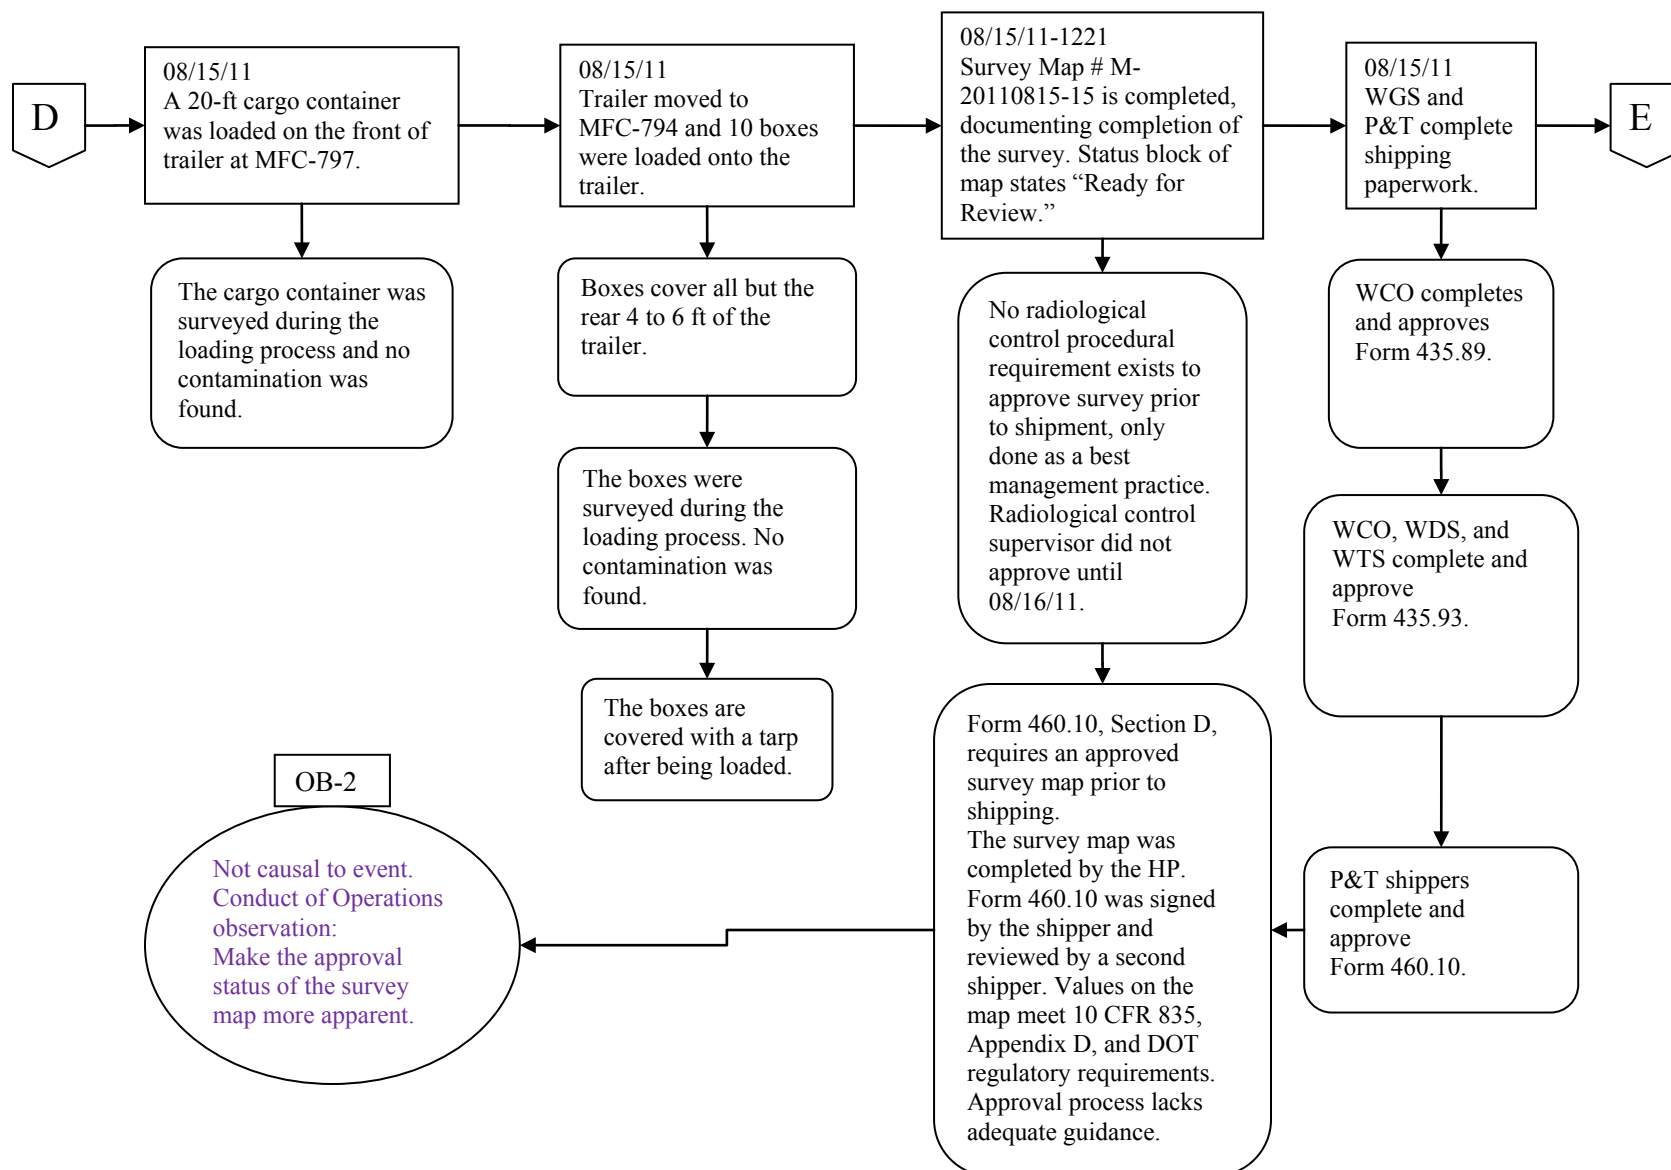 D
08/15/11
A 20-ft cargo container
was loaded on the front of
trailer at MFC-797.
08/15/11
Trailer moved to
MFC-794 and 10 boxes
were loaded onto the
trailer.
08/15/11-1221
Survey Map # M-
20110815-15 is completed,
documenting completion of
the survey. Status block of
map states “Ready for
Review.”
08/15/11
WGS and
P&T complete
shipping
paperwork.
E
The cargo container was
surveyed during the
loading process and no
contamination was
found.
Boxes cover all but the
rear 4 to 6 ft of the
trailer.
The boxes were
surveyed during the
loading process. No
contamination was
found.
The boxes are
covered with a tarp
after being loaded.
No radiological
control procedural
requirement exists to
approve survey prior
to shipment, only
done as a best
management practice.
Radiological control
supervisor did not
approve until
08/16/11.
WCO completes
and approves
Form 435.89.
WCO, WDS, and
WTS complete and
approve
Form 435.93.
P&T shippers
complete and
approve
Form 460.10.
Form 460.10, Section D,
requires an approved
survey map prior to
shipping.
The survey map was
completed by the HP.
Form 460.10 was signed
by the shipper and
reviewed by a second
shipper. Values on the
map meet 10 CFR 835,
Appendix D, and DOT
regulatory requirements.
Approval process lacks
adequate guidance.
OB-2
Not causal to event.
Conduct of Operations
observation:
Make the approval
status of the survey
map more apparent.